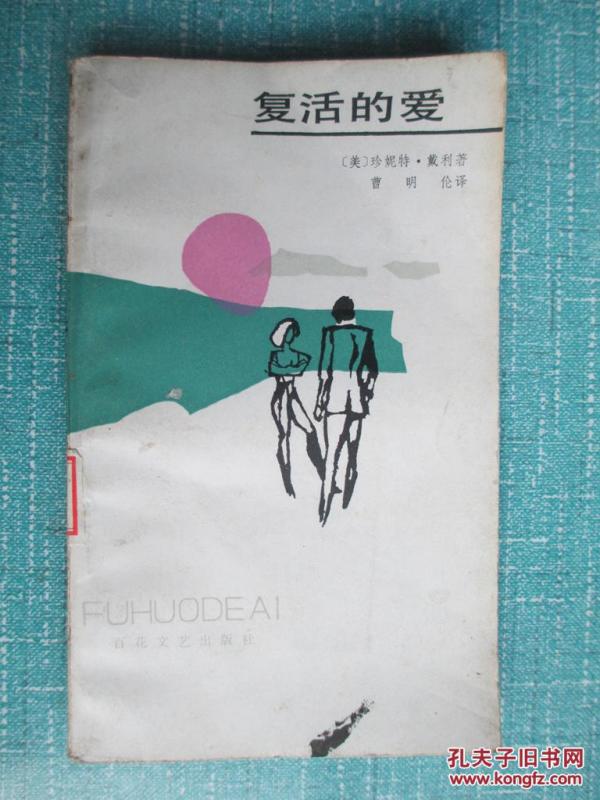 复活的爱
〔美〕珍妮特·戴利著
曹 明 伦译
FUHUODEAI
百花文艺出版社
孔夫子旧书网
www.kongfz.com